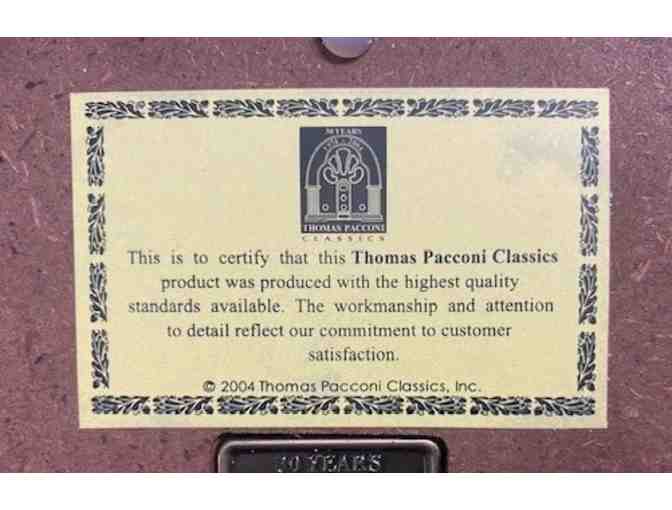 30 YEARS
THOMAS PACCONI
CLASSICS
This is to certify that this Thomas Pacconi Classics
product was produced with the highest quality
standards available. The workmanship and attention
to detail reflect our commitment to customer
satisfaction.
© 2004 Thomas Pacconi Classics, Inc.
30 YEARS